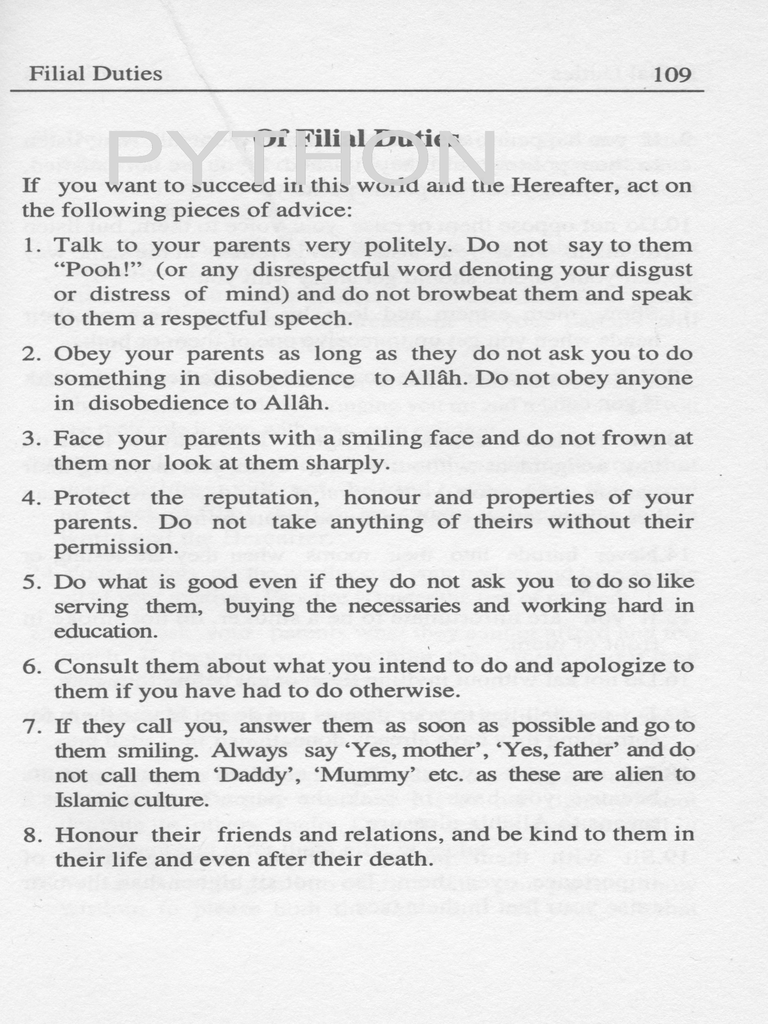 Filial Duties 109
Of Filial Duties
PYTHON
If you want to succeed in this world and the Hereafter, act on
the following pieces of advice:
1. Talk to your parents very politely. Do not say to them
“Pooh!” (or any disrespectful word denoting your disgust
or distress of mind) and do not browbeat them and speak
to them a respectful speech.
2. Obey your parents as long as they do not ask you to do
something in disobedience to Allâh. Do not obey anyone
in disobedience to Allâh.
3. Face your parents with a smiling face and do not frown at
them nor look at them sharply.
4. Protect the reputation, honour and properties of your
parents. Do not take anything of theirs without their
permission.
5. Do what is good even if they do not ask you to do so like
serving them, buying the necessaries and working hard in
education.
6. Consult them about what you intend to do and apologize to
them if you have had to do otherwise.
7. If they call you, answer them as soon as possible and go to
them smiling. Always say ‘Yes, mother’, ‘Yes, father’ and do
not call them ‘Daddy’, ‘Mummy’ etc. as these are alien to
Islamic culture.
8. Honour their friends and relations, and be kind to them in
their life and even after their death.